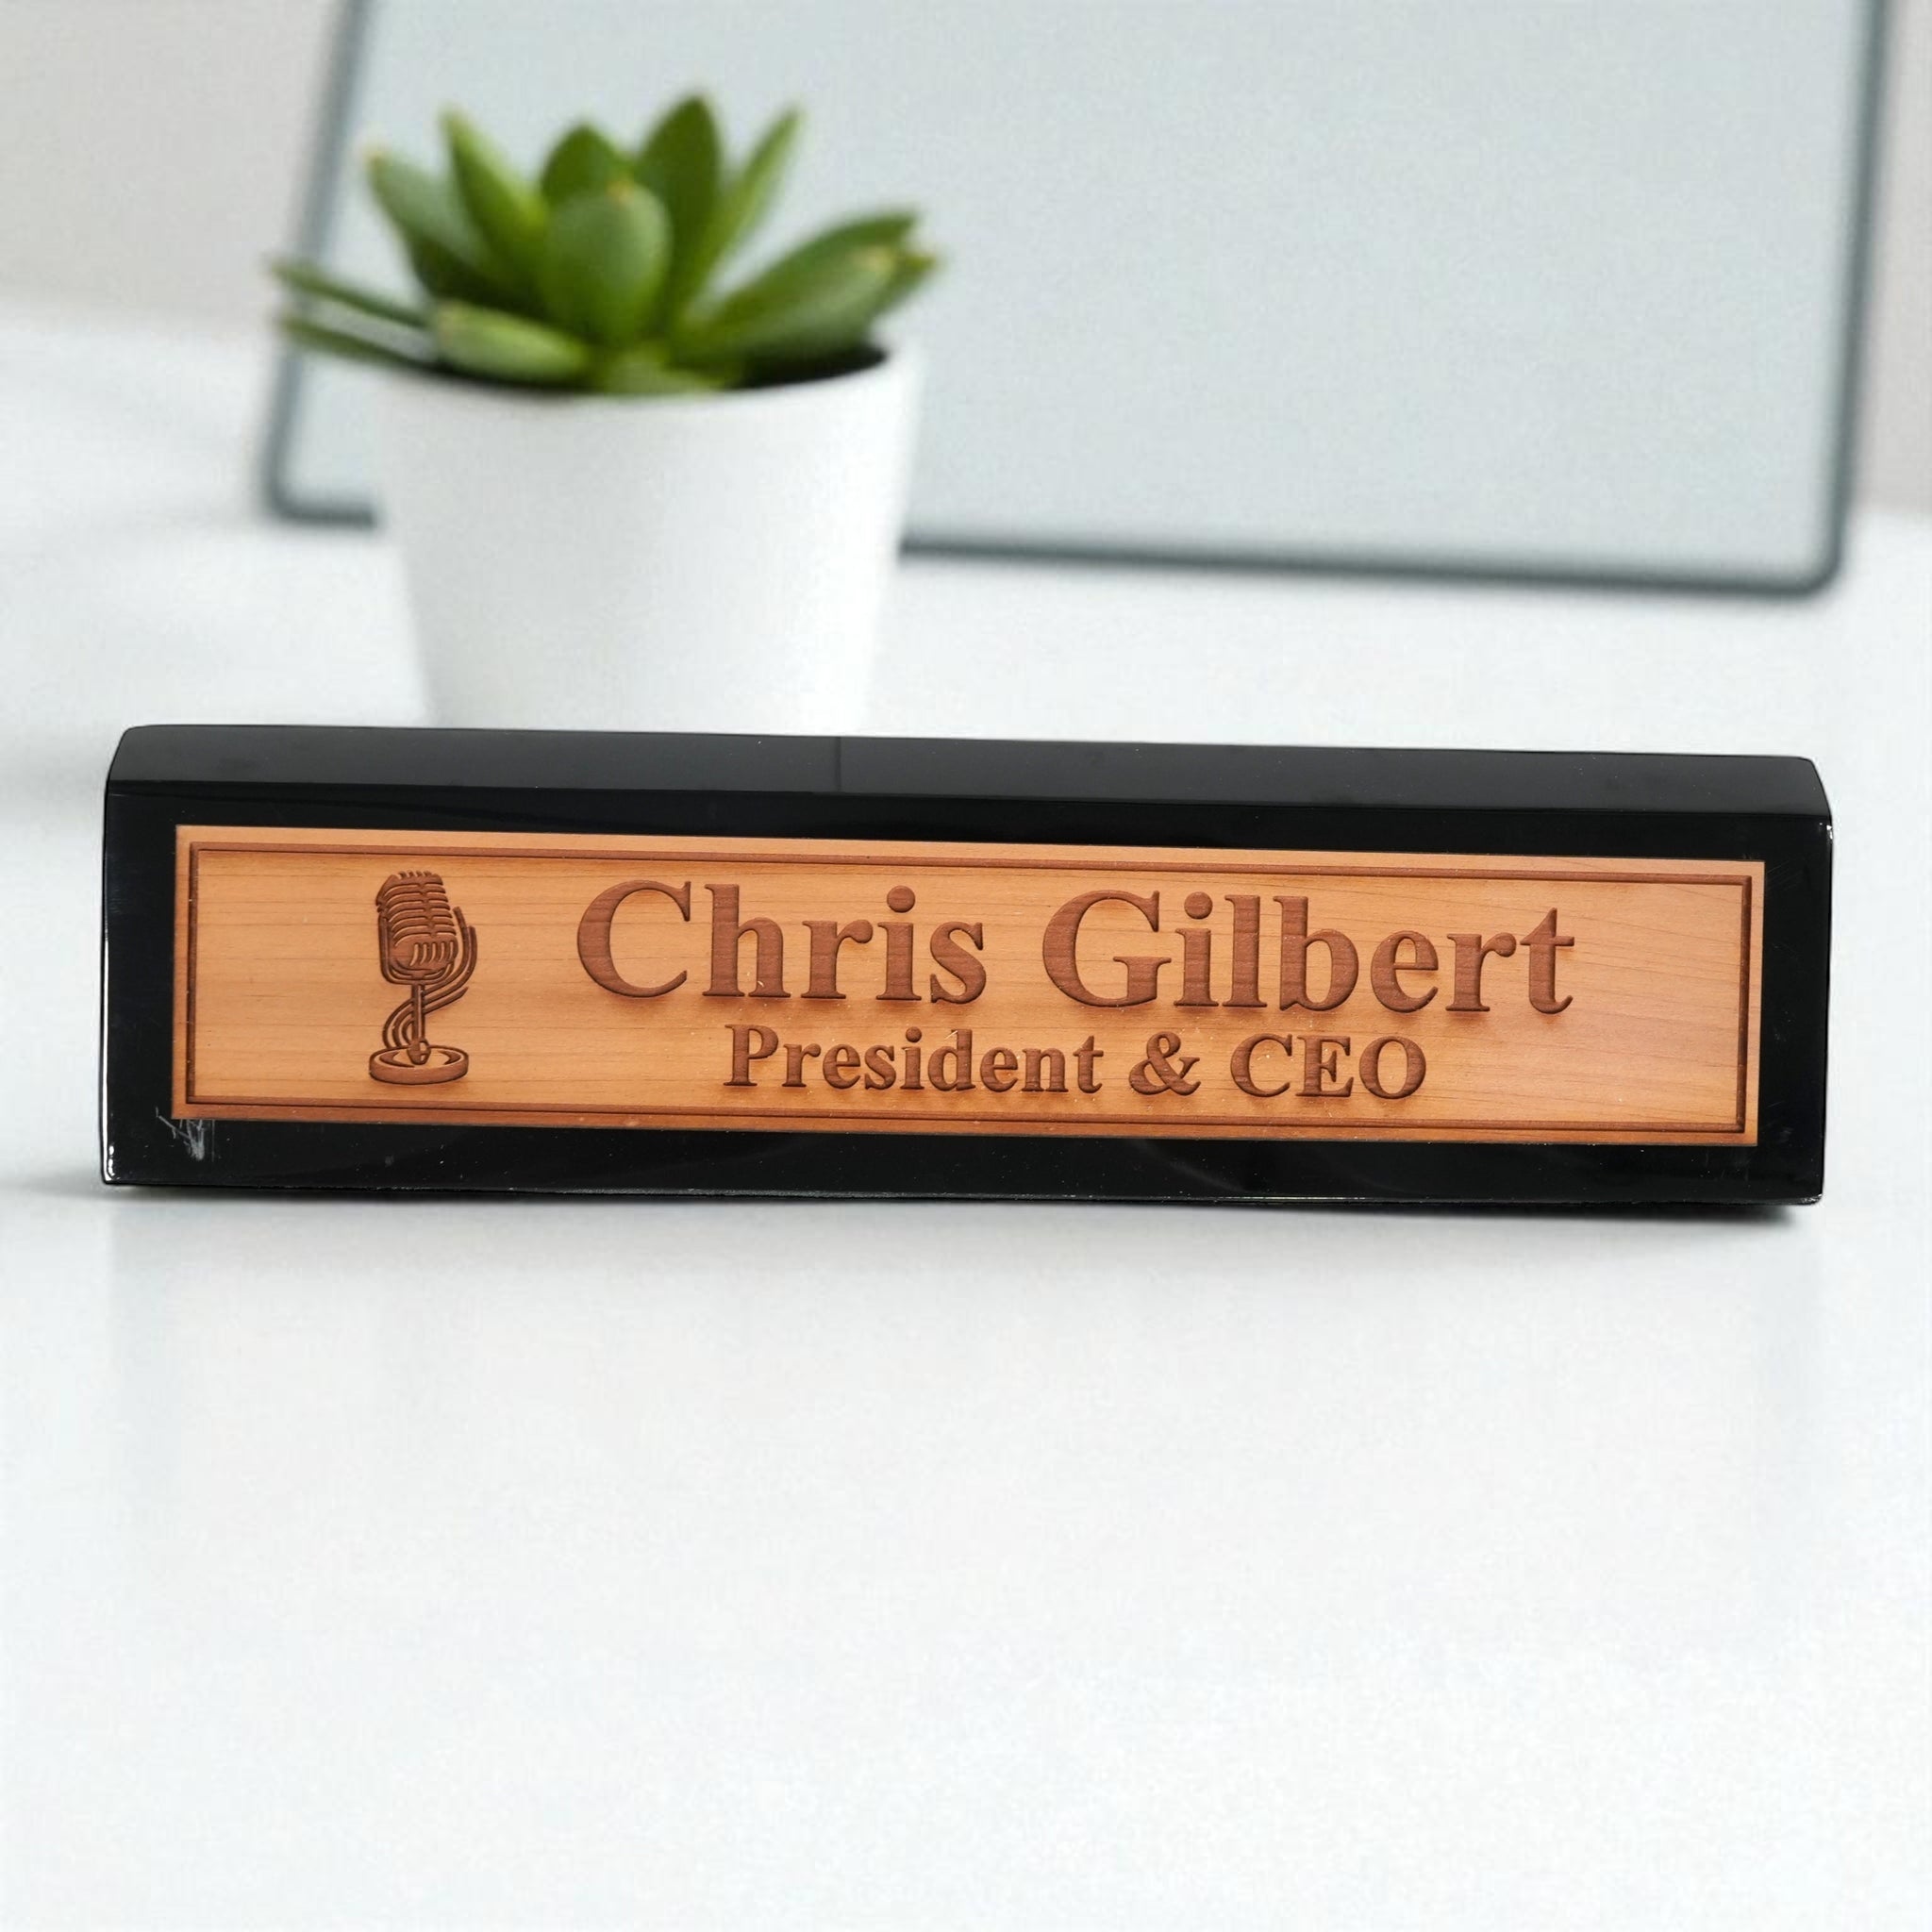 Chris Gilbert
President & CEO